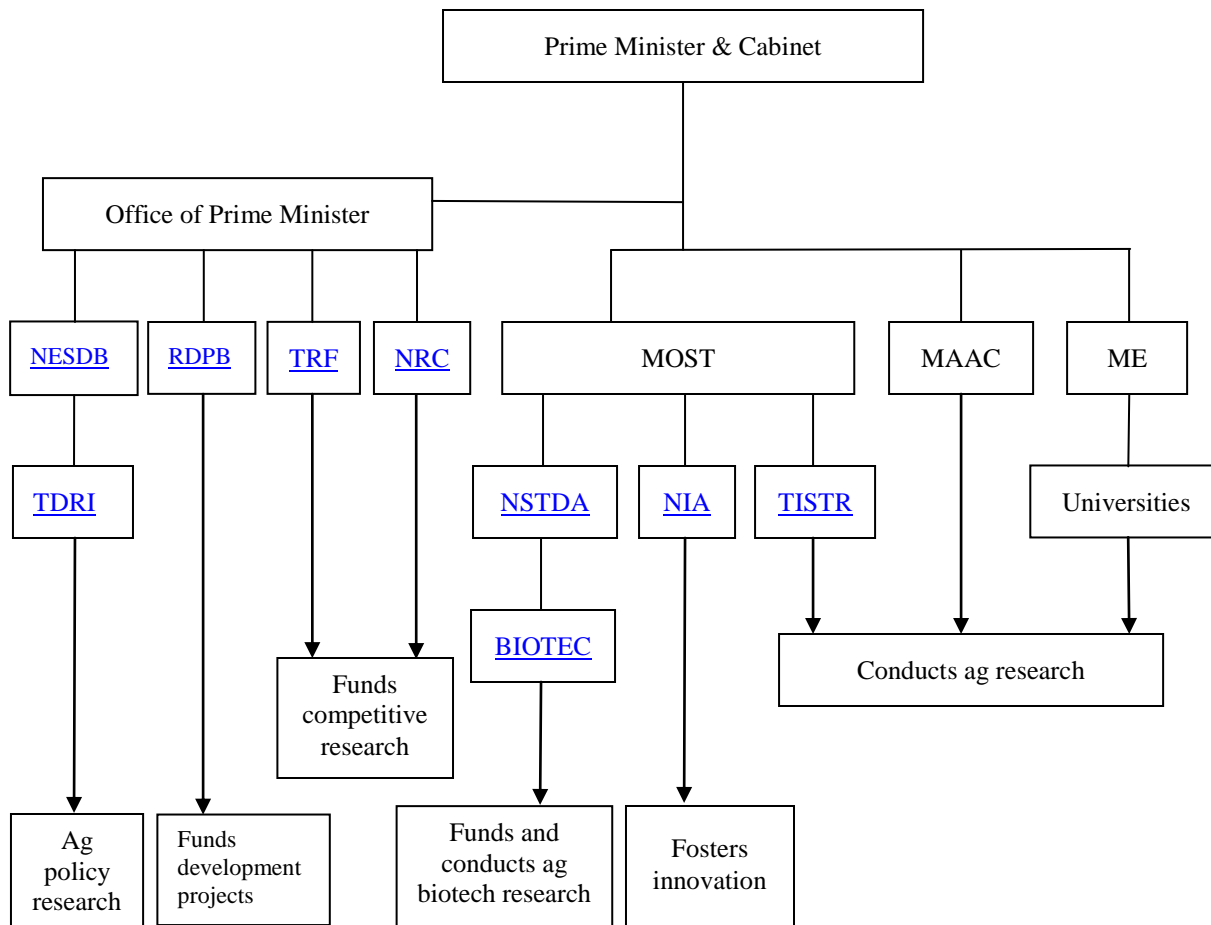 Prime Minister & Cabinet
Office of Prime Minister
NESDB
RDPB
TRF
NRC
MOST
MAAC
ME
TDRI
NSTDA
NIA
TISTR
Universities
BIOTEC
Conducts ag research
Funds
competitive
research
Ag
policy
research
Funds
development
projects
Funds and
conducts ag
biotech research
Fosters
innovation